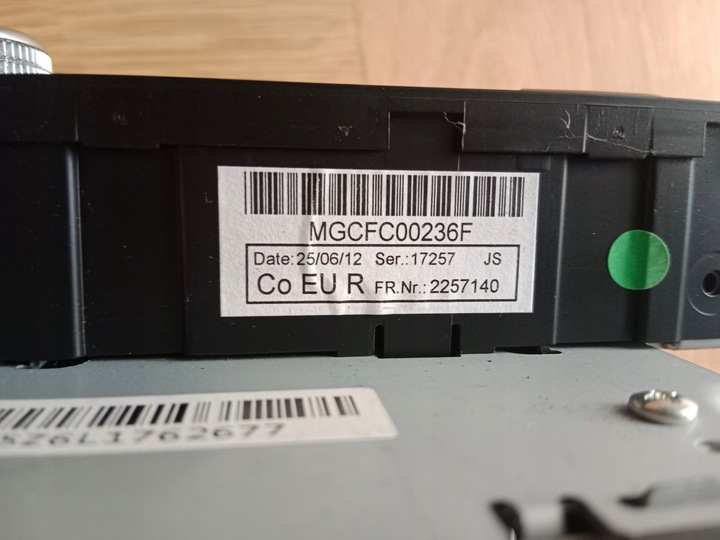 MGCFC00236F
Date:25/06/12 Ser.:17257 JS
Co EU R FR.Nr.:2257140